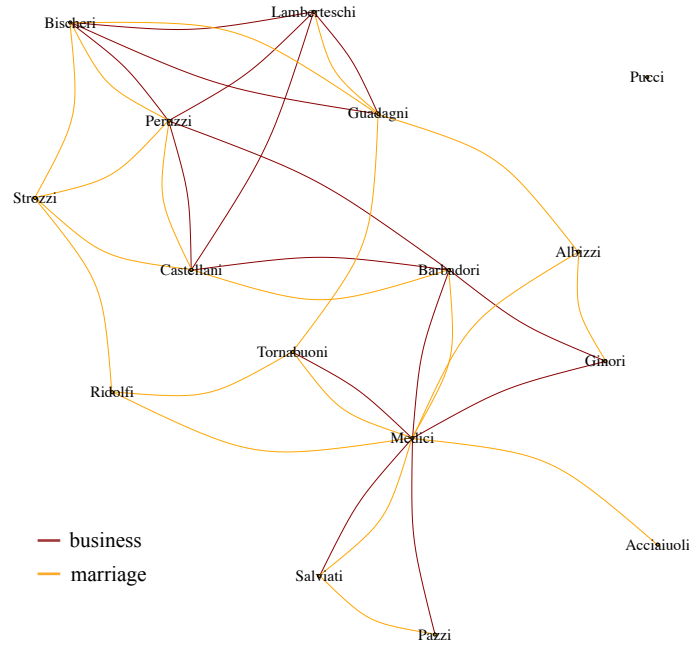 Lamberteschi
Bischeri
Pucci
Guadagni
Peruzzi
Strozzi
Albizzi
Castellani
Barbadori
Tornabuoni
Ginori
Ridolfi
Medici
business
Acciaiuoli
marriage
Salviati
Pazzi